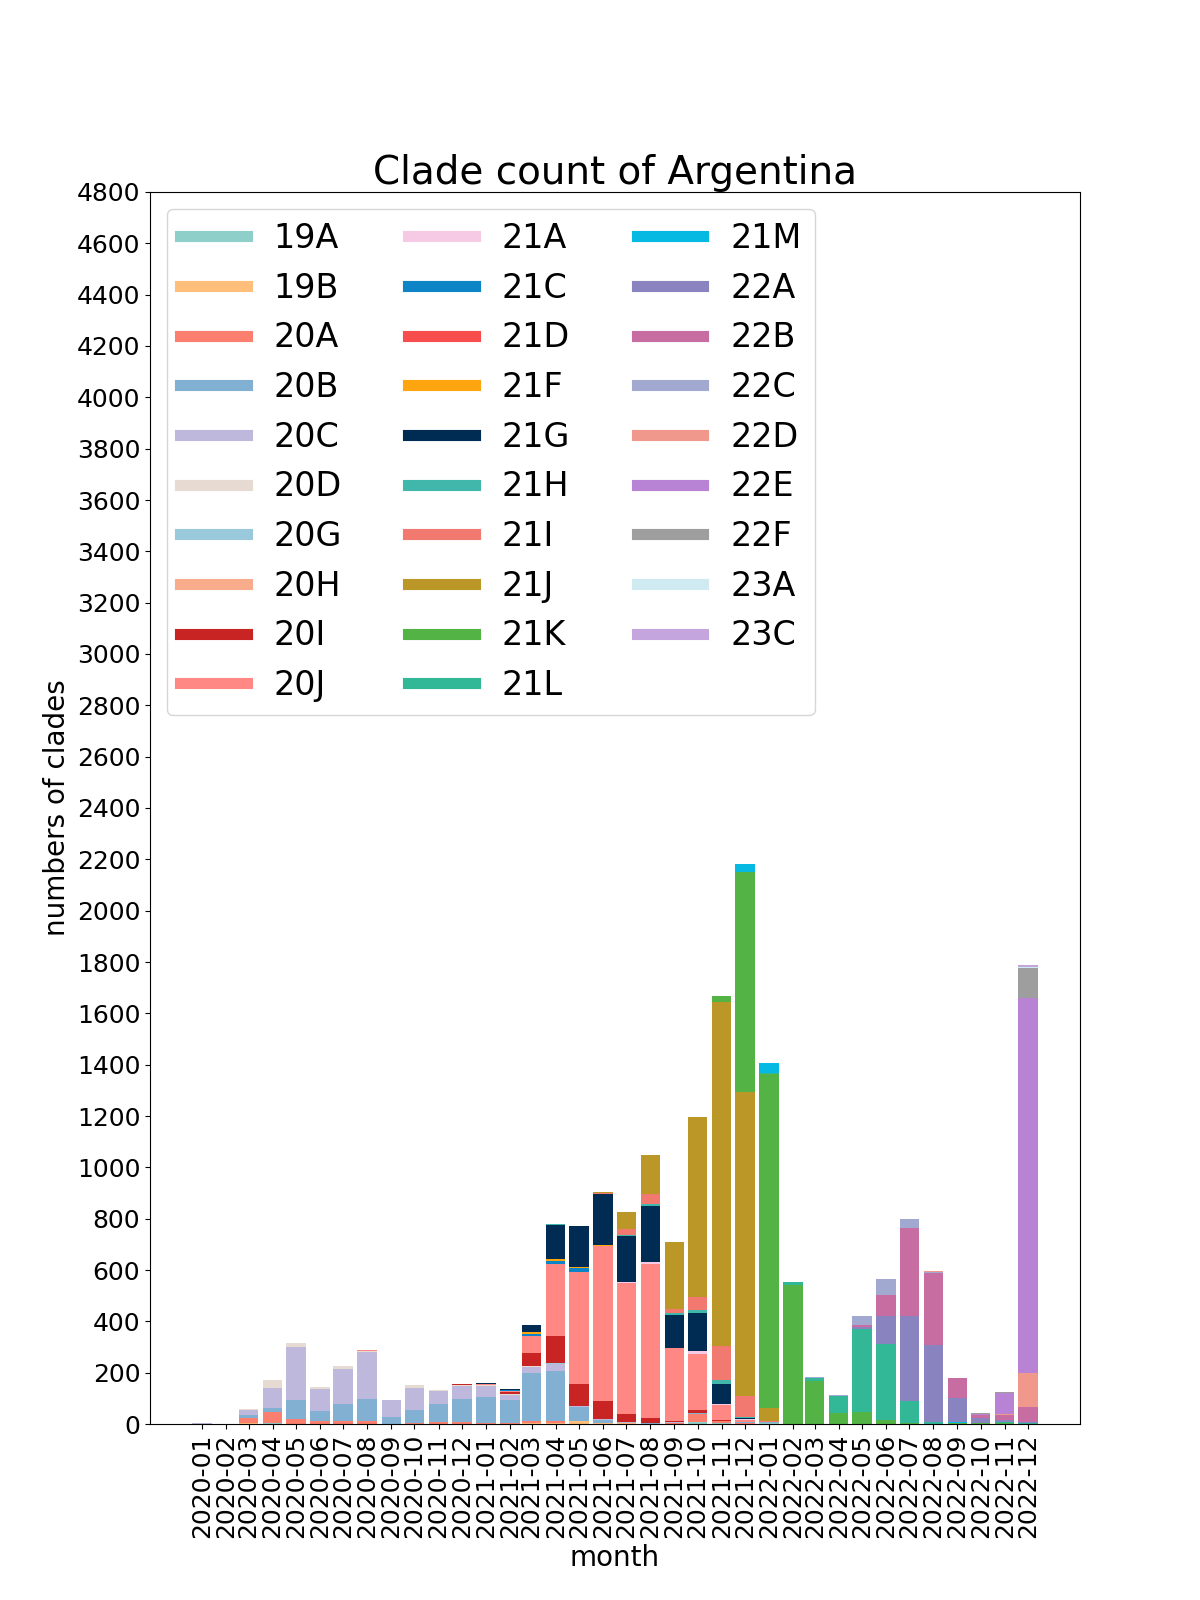 Clade count of Argentina
4800
4600
4400
4200
4000
3800
3600
3400
3200
3000
2800
2600
2400
2200
2000
1800
1600
1400
1200
1000
800
600
400
200
0
numbers of clades
19A
19B
20A
20B
20C
20D
20G
20H
20I
20J
21A
21C
21D
21F
21G
21H
21I
21J
21K
21L
21M
22A
22B
22C
22D
22E
22F
23A
23C
2020-01
2020-02
2020-03
2020-04
2020-05
2020-06
2020-07
2020-08
2020-09
2020-10
2020-11
2020-12
2021-01
2021-02
2021-03
2021-04
2021-05
2021-06
2021-07
2021-08
2021-09
2021-10
2021-11
2021-12
2022-01
2022-02
2022-03
2022-04
2022-05
2022-06
2022-07
2022-08
2022-09
2022-10
2022-11
2022-12
month